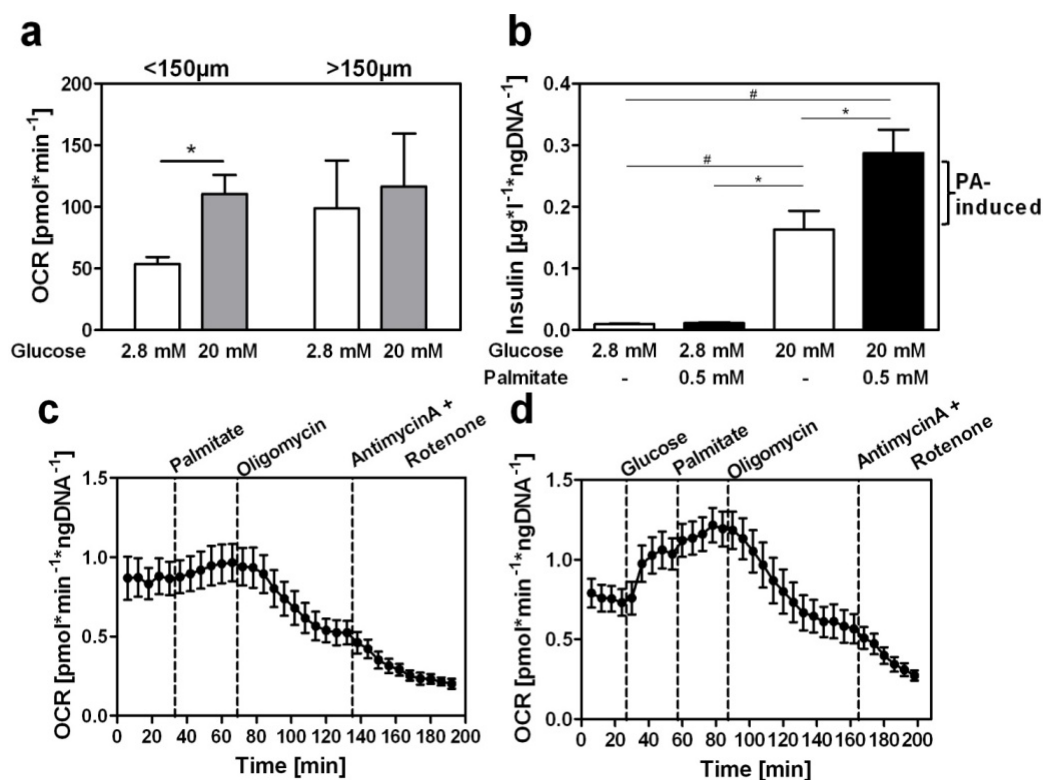 a
<150µm >150µm
OCR [pmol*min⁻¹]
200
150
100
50
0
Glucose 2.8 mM 20 mM 2.8 mM 20 mM
b
Insulin [µg*l⁻¹*ngDNA⁻¹]
0.4
0.3
0.2
0.1
0.0
#
*
#
*
*
PA-
induced
Glucose 2.8 mM 2.8 mM 20 mM 20 mM
Palmitate - 0.5 mM - 0.5 mM
c
Palmitate
Oligomycin
AntimycinA +
Rotenone
OCR [pmol*min⁻¹*ngDNA⁻¹]
1.5
1.0
0.5
0.0
0 20 40 60 80 100 120 140 160 180 200
Time [min]
d
Glucose
Palmitate
Oligomycin
AntimycinA +
Rotenone
OCR [pmol*min⁻¹*ngDNA⁻¹]
1.5
1.0
0.5
0.0
0 20 40 60 80 100 120 140 160 180 200
Time [min]